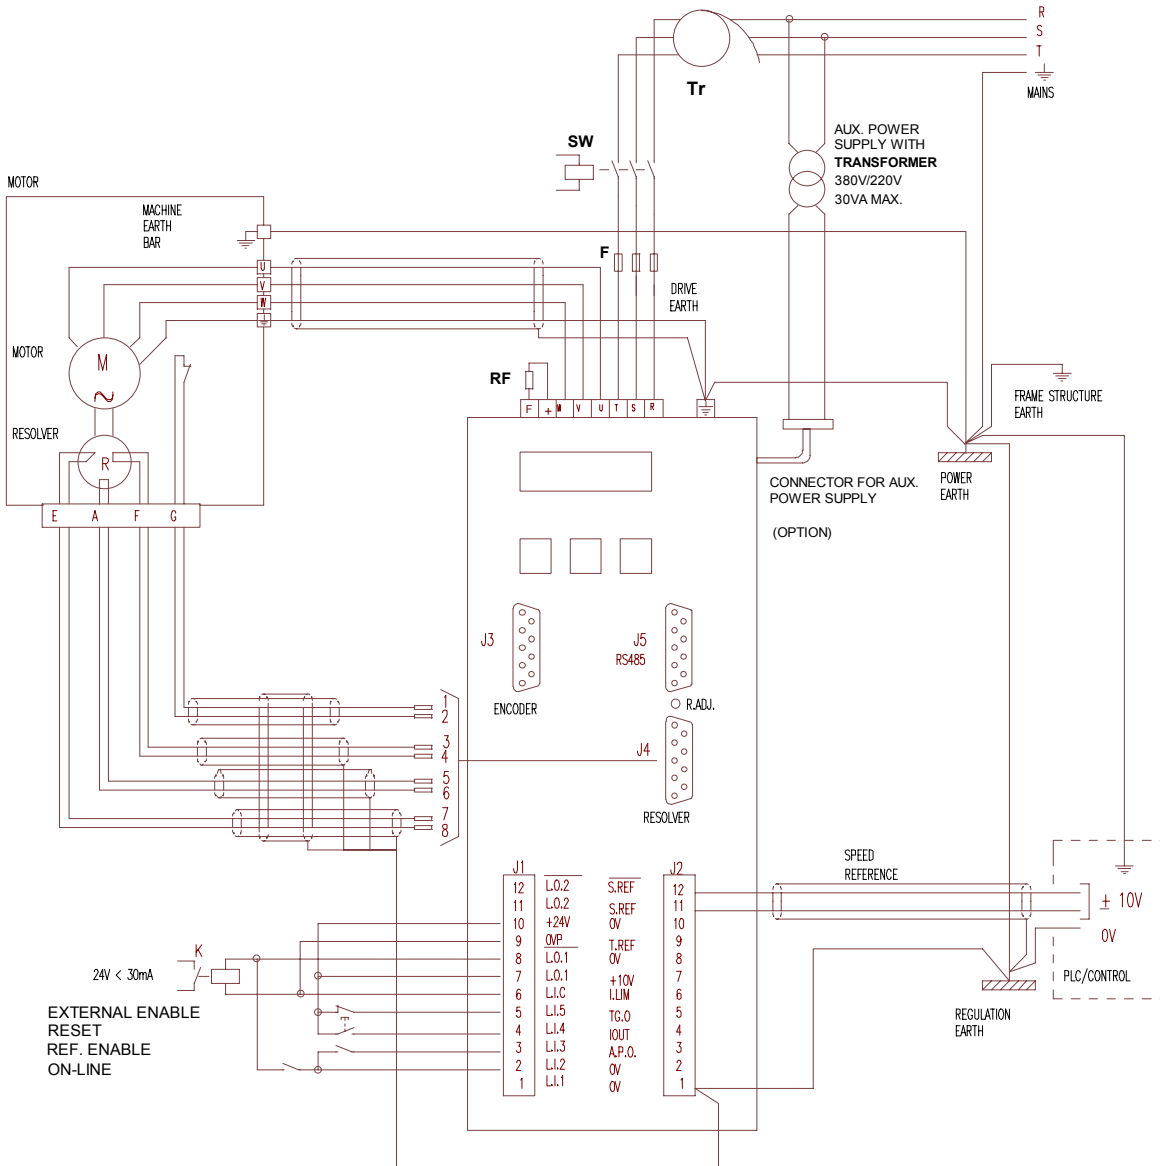 R
S
T
MAINS
Tr
SW
AUX. POWER
SUPPLY WITH
TRANSFORMER
380V/220V
30VA MAX.
MOTOR
MACHINE
EARTH
BAR
U
V
W
F
DRIVE
EARTH
MOTOR
M
RF
F + W V U T S R
FRAME STRUCTURE
EARTH
RESOLVER
R
CONNECTOR FOR AUX.
POWER SUPPLY
(OPTION)
POWER
EARTH
E A F G
J3
ENCODER
J5
RS485
R.ADJ.
J4
RESOLVER
1
2
3
4
5
6
7
8
J1 J2
12 L.O.2 S.REF 12
11 L.O.2 S.REF 11
10 +24V 0V 10
9 0VP T.REF 9
8 L.O.1 0V 8
7 L.O.1 +10V 7
6 L.I.C I.LIM 6
5 L.I.5 TG.O 5
4 L.I.4 IOUT 4
3 L.I.3 A.P.O. 3
2 L.I.2 0V 2
1 L.I.1 0V 1
SPEED
REFERENCE
± 10V
0V
PLC/CONTROL
REGULATION
EARTH
K
24V < 30mA
EXTERNAL ENABLE
RESET
REF. ENABLE
ON-LINE